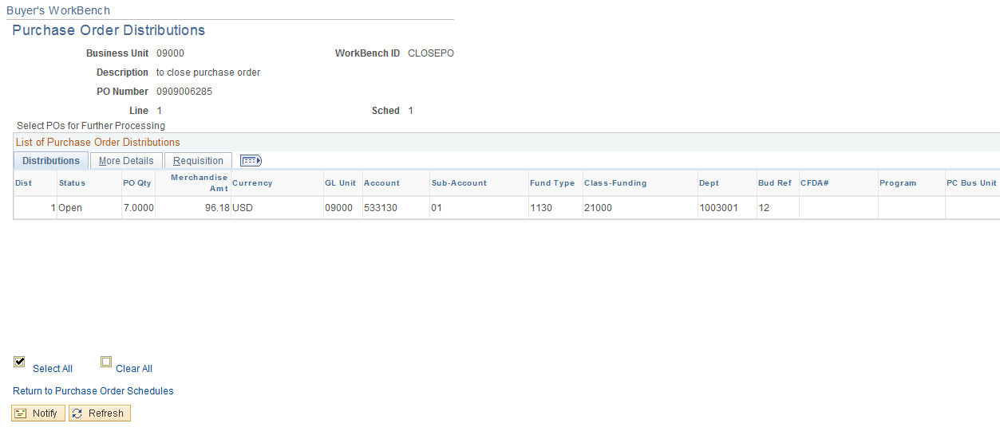 Buyer's WorkBench
Purchase Order Distributions
Business Unit 09000 WorkBench ID CLOSEPO
Description to close purchase order
PO Number 0909006285
Line 1 Sched 1
Select POs for Further Processing
List of Purchase Order Distributions
Distributions More Details Requisition
Dist Status PO Qty Merchandise Amt Currency GL Unit Account Sub-Account Fund Type Class-Funding Dept Bud Ref CFDA# Program PC Bus Unit
1 Open 7.0000 96.18 USD 09000 533130 01 1130 21000 1003001 12
Select All Clear All
Return to Purchase Order Schedules
Notify Refresh